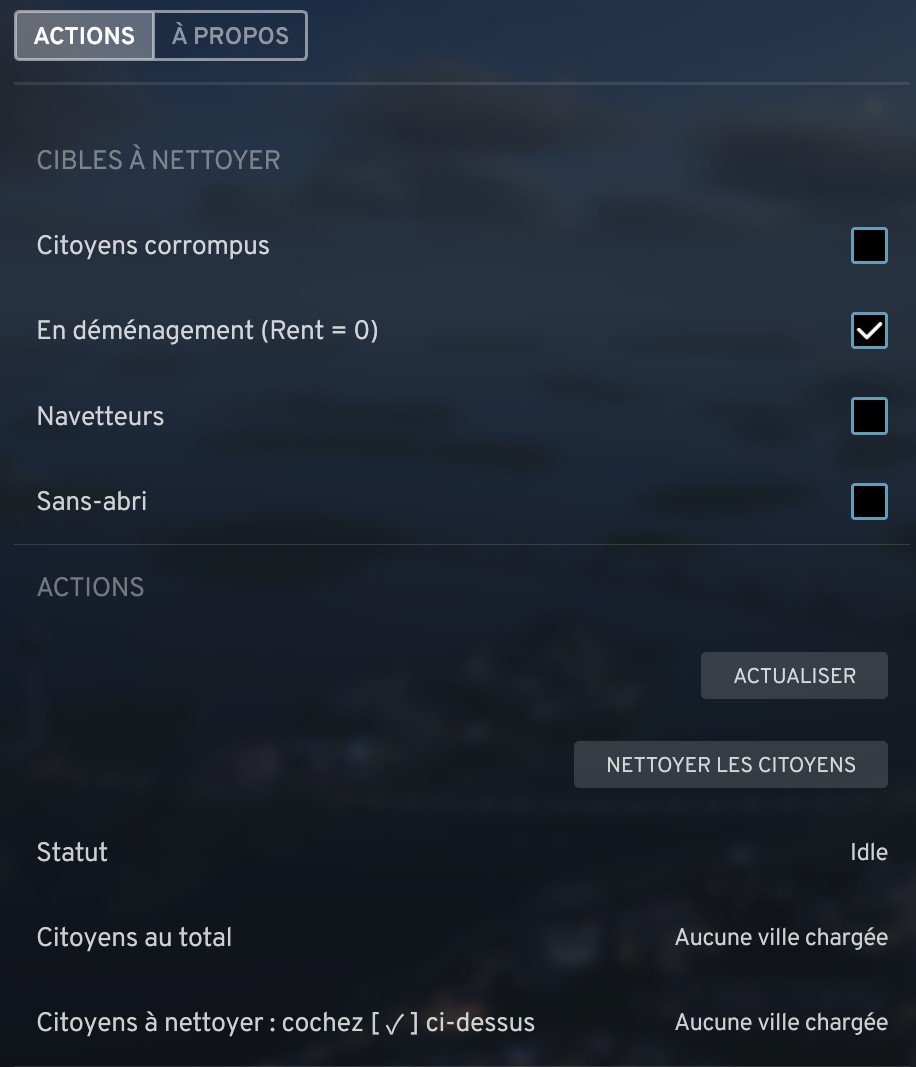 ACTIONS À PROPOS
CIBLES À NETTOYER
Citoyens corrompus
En déménagement (Rent = 0)
Navetteurs
Sans-abri
ACTIONS
ACTUALISER
NETTOYER LES CITOYENS
Statut Idle
Citoyens au total Aucune ville chargée
Citoyens à nettoyer : cochez [ ✓ ] ci-dessus Aucune ville chargée